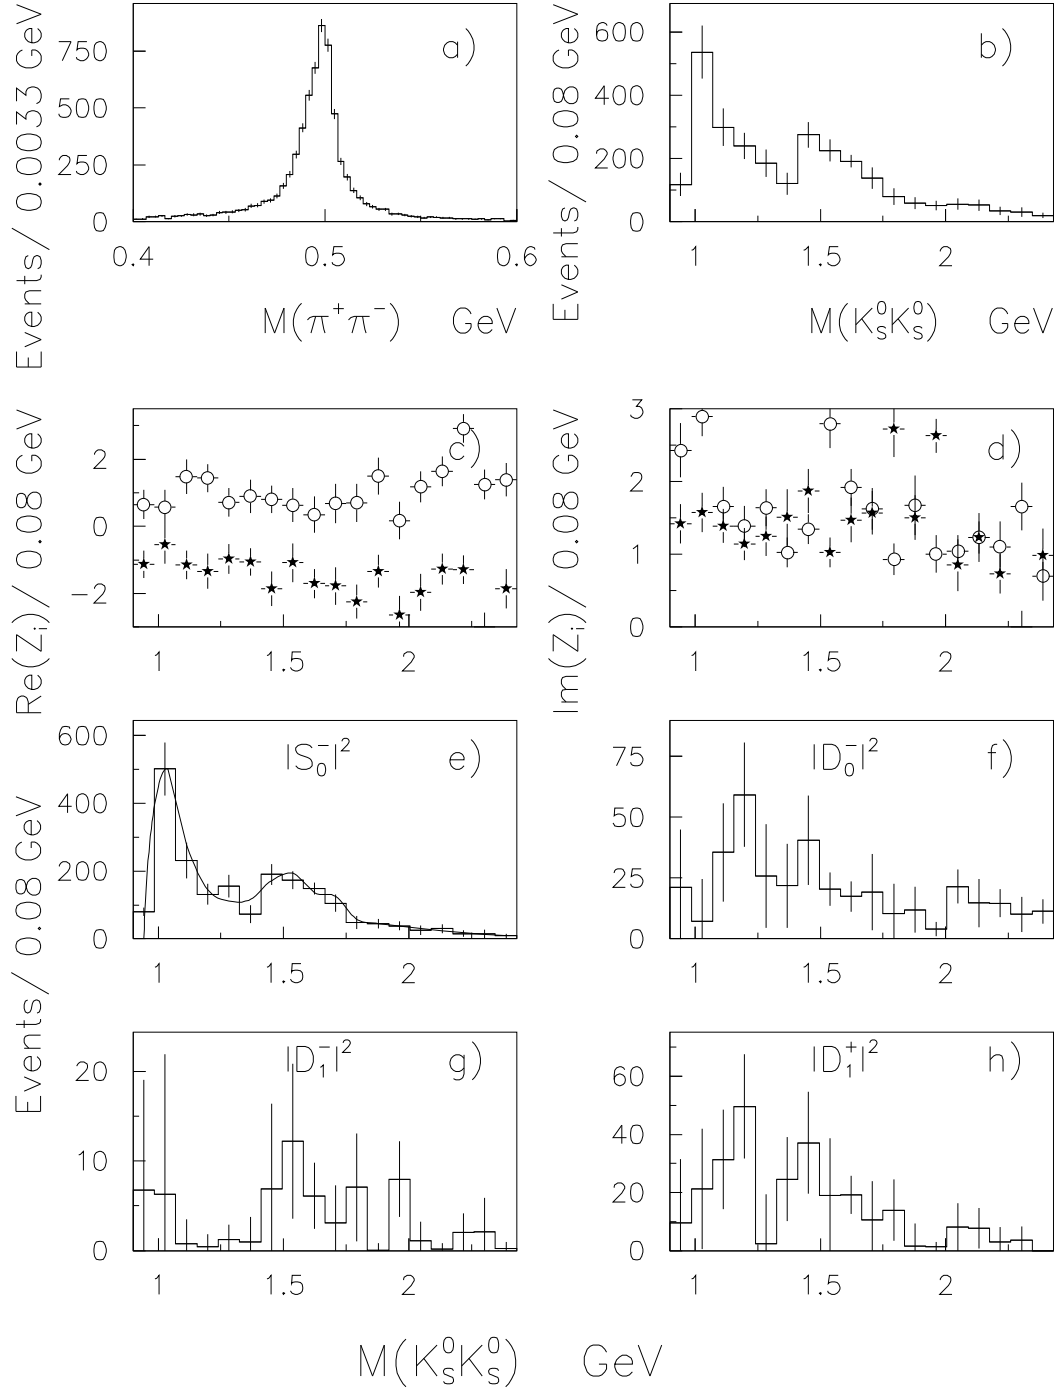 Events/ 0.0033 GeV
750
500
250
0
a)
0.4
0.5
0.6
M(π⁺π⁻) GeV
Events/ 0.08 GeV
600
400
200
0
b)
1
1.5
2
M(K⁰ₛK⁰ₛ) GeV
Re(Zᵢ)/ 0.08 GeV
2
0
−2
c)
1
1.5
2
Im(Zᵢ)/ 0.08 GeV
3
2
1
0
d)
1
1.5
2
Events/ 0.08 GeV
600
400
200
0
|S₀⁻|²
e)
1
1.5
2
75
50
25
0
|D₀⁻|²
f)
1
1.5
2
20
10
0
|D₁⁻|²
g)
1
1.5
2
60
40
20
0
|D₁⁺|²
h)
1
1.5
2
M(K⁰ₛK⁰ₛ) GeV